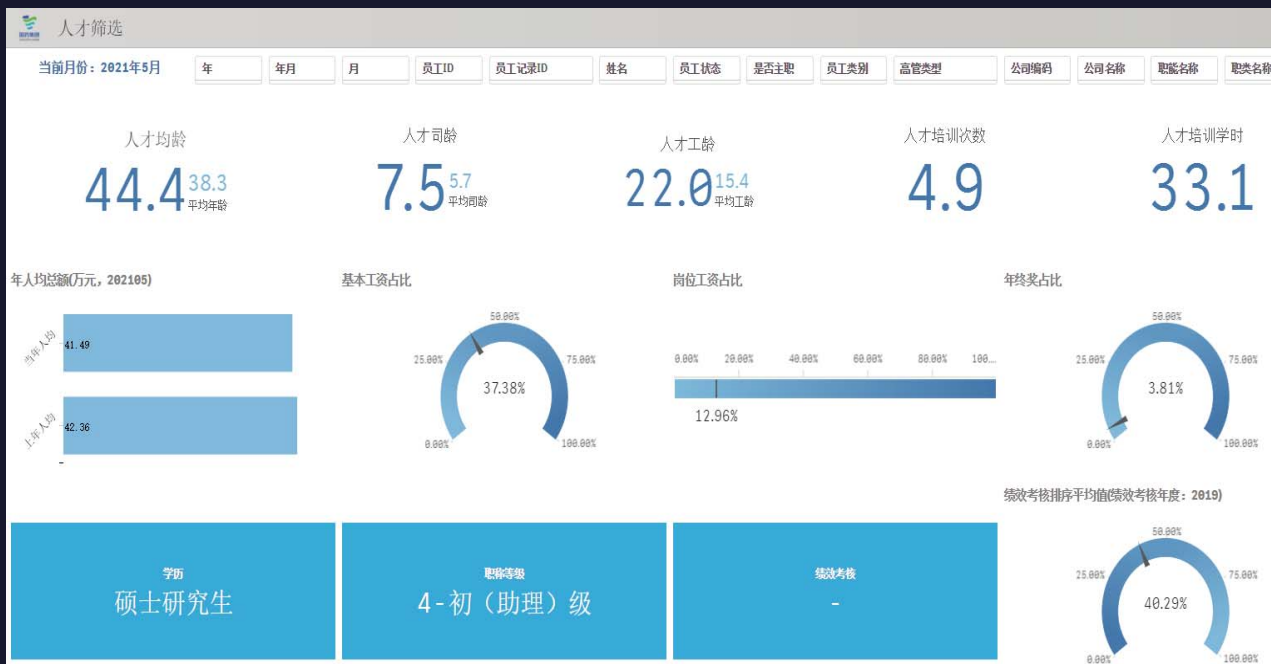 人才筛选
当前月份：2021年5月 年 年月 月 员工ID 员工记录ID 姓名 员工状态 是否主职 员工类别 高管类型 公司编码 公司名称 职能名称 职类名称
人才均龄 人才司龄 人才工龄 人才培训次数 人才培训学时
44.4 38.3 平均年龄 7.5 5.7 平均司龄 22.0 15.4 平均工龄 4.9 33.1
年人均总额(万元，202105) 基本工资占比 岗位工资占比 年终奖占比
当年人均 41.49
上年人均 42.36
-
0.00% 25.00% 50.00% 75.00% 100.00%
37.38%
0.00% 20.00% 40.00% 60.00% 80.00% 100...
12.96%
0.00% 25.00% 50.00% 75.00% 100.00%
3.81%
绩效考核排序平均值(绩效考核年度：2019)
0.00% 25.00% 50.00% 75.00% 100.00%
40.29%
学历 职称等级 绩效考核
硕士研究生 4-初（助理）级 -